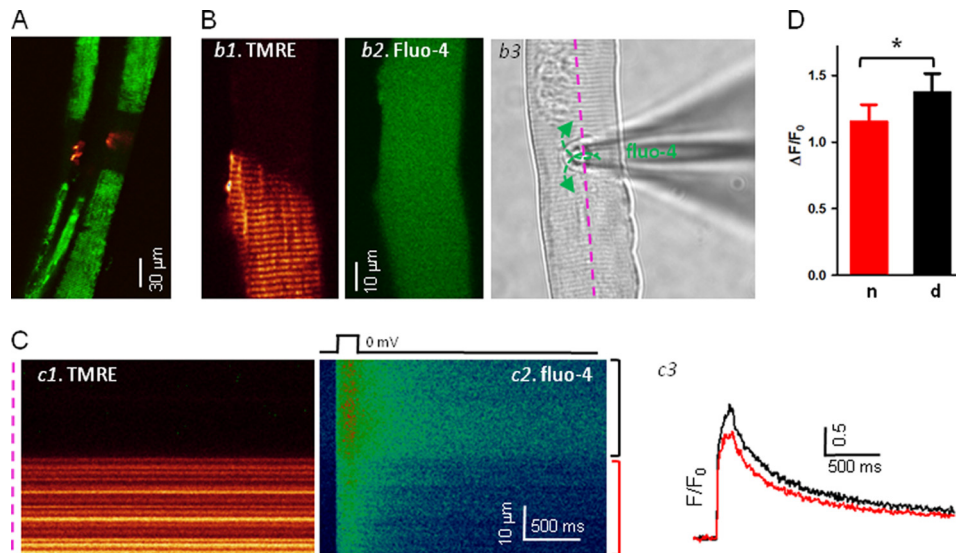 A
30 µm
B
b1. TMRE
b2. Fluo-4
10 µm
b3
fluo-4
D
*
ΔF/F0
1.5
1.0
0.5
0.0
n
d
C
c1. TMRE
0 mV
c2. fluo-4
10 µm
500 ms
c3
F/F0
0.5
500 ms